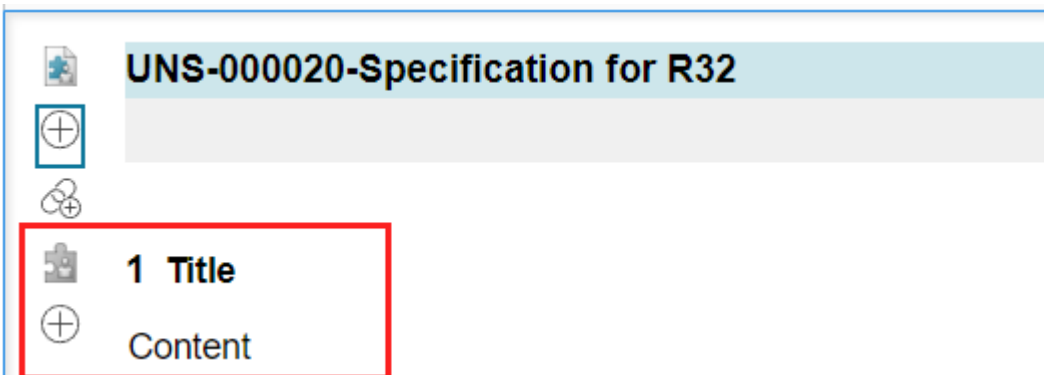 UNS-000020-Specification for R32
1 Title
Content